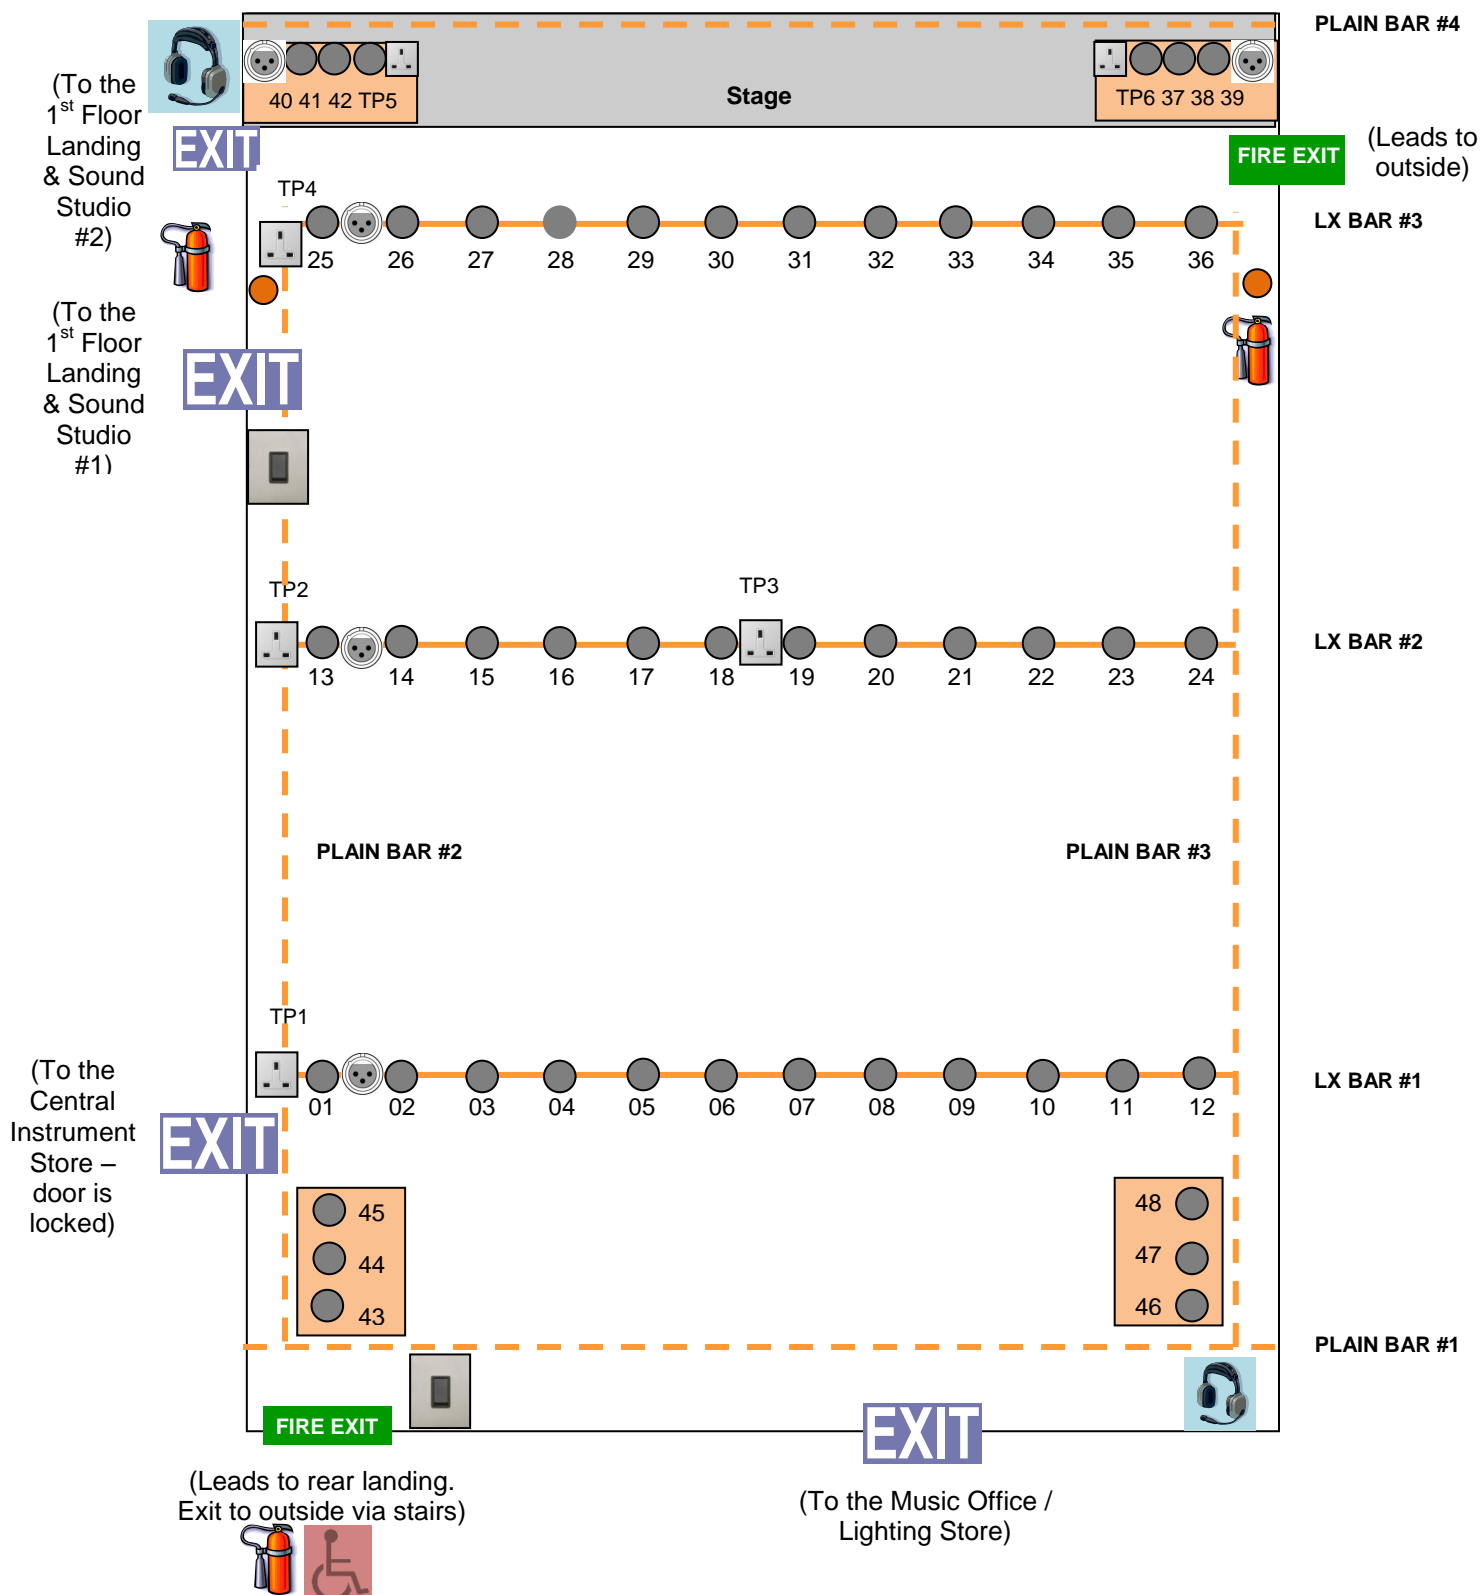 PLAIN BAR #4
40 41 42 TP5
Stage
TP6 37 38 39
(To the
1st Floor
Landing
& Sound
Studio
#2)
EXIT
FIRE EXIT
(Leads to
outside)
TP4
LX BAR #3
25 26 27 28 29 30 31 32 33 34 35 36
(To the
1st Floor
Landing
& Sound
Studio
#1)
EXIT
TP2
TP3
LX BAR #2
13 14 15 16 17 18 19 20 21 22 23 24
PLAIN BAR #2
PLAIN BAR #3
TP1
LX BAR #1
01 02 03 04 05 06 07 08 09 10 11 12
(To the
Central
Instrument
Store –
door is
locked)
EXIT
45
44
43
48
47
46
PLAIN BAR #1
FIRE EXIT
EXIT
(Leads to rear landing.
Exit to outside via stairs)
(To the Music Office /
Lighting Store)